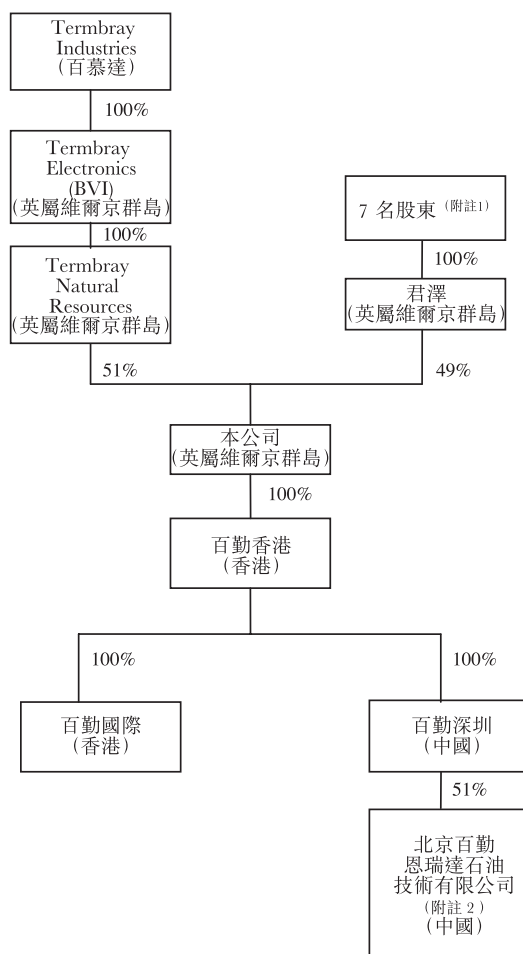 Termbray
Industries
(百慕達)
100%
Termbray
Electronics
(BVI)
(英屬維爾京群島)
100%
Termbray
Natural
Resources
(英屬維爾京群島)
7 名股東 (附註1)
100%
君澤
(英屬維爾京群島)
51%
49%
本公司
(英屬維爾京群島)
100%
百勤香港
(香港)
100%
100%
百勤國際
(香港)
百勤深圳
(中國)
51%
北京百勤
恩瑞達石油
技術有限公司
(附註 2)
(中國)